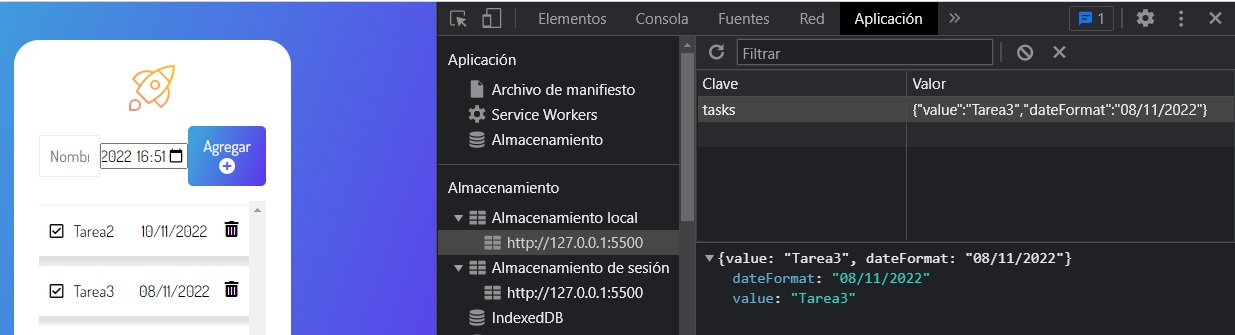 Nombr
2022 16:51
Agregar
Tarea2 10/11/2022
Tarea3 08/11/2022
Elementos Consola Fuentes Red Aplicación » 1
Aplicación
Archivo de manifiesto
Service Workers
Almacenamiento
Almacenamiento
Almacenamiento local
http://127.0.0.1:5500
Almacenamiento de sesión
http://127.0.0.1:5500
IndexedDB
Filtrar
Clave Valor
tasks {"value":"Tarea3","dateFormat":"08/11/2022"}
{value: "Tarea3", dateFormat: "08/11/2022"}
dateFormat: "08/11/2022"
value: "Tarea3"